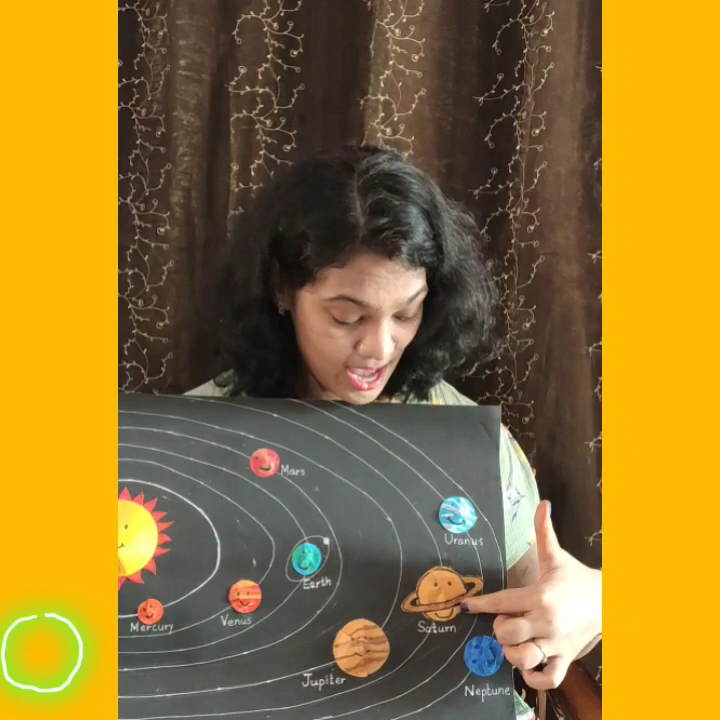 Mars
Uranus
Earth
Mercury
Venus
Saturn
Jupiter
Neptune